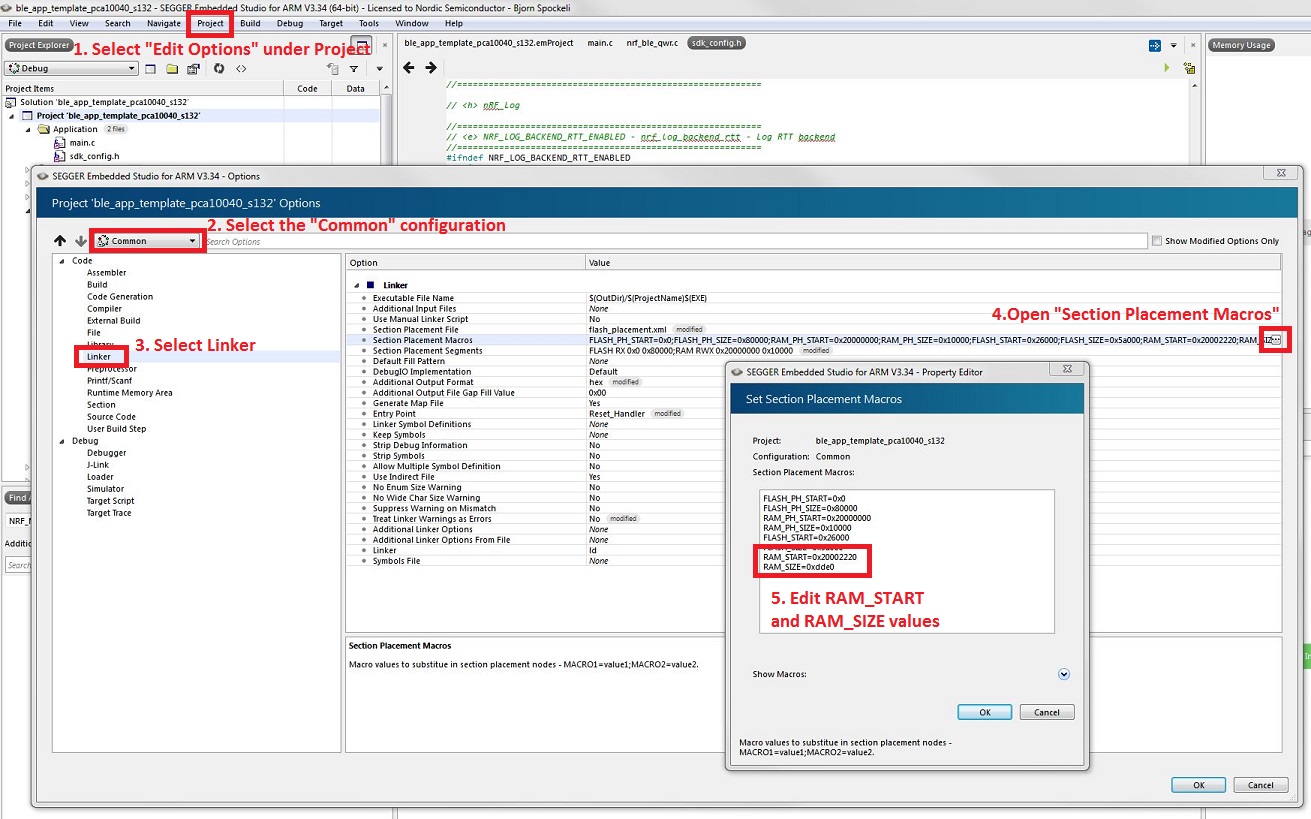 ble_app_template_pca10040_s132 - SEGGER Embedded Studio for ARM V3.34 (64-bit) - Licensed to Nordic Semiconductor - Bjorn Spockeli
File Edit View Search Navigate Project Build Debug Target Tools Window Help
Project Explorer
1. Select "Edit Options" under Project
ble_app_template_pca10040_s132.emProject main.c nrf_ble_qwr.c sdk_config.h
Memory Usage
Debug
Project Items Code Data
Solution 'ble_app_template_pca10040_s132'
Project 'ble_app_template_pca10040_s132'
Application 2 files
main.c
sdk_config.h
//==========================================================
// <h> nRF_Log
//==========================================================
// <e> NRF_LOG_BACKEND_RTT_ENABLED - nrf_log_backend_rtt - Log RTT backend
//==========================================================
#ifndef NRF_LOG_BACKEND_RTT_ENABLED
SEGGER Embedded Studio for ARM V3.34 - Options
Project 'ble_app_template_pca10040_s132' Options
2. Select the "Common" configuration
Common
Search Options
Show Modified Options Only
Code
Assembler
Build
Code Generation
Compiler
External Build
File
Library
Linker
3. Select Linker
Preprocessor
Printf/Scanf
Runtime Memory Area
Section
Source Code
User Build Step
Debug
Debugger
J-Link
Loader
Simulator
Target Script
Target Trace
Option Value
Linker
Executable File Name $(OutDir)/$(ProjectName)$(EXE)
Additional Input Files None
Use Manual Linker Script No
Section Placement File flash_placement.xml modified
4.Open "Section Placement Macros"
Section Placement Macros FLASH_PH_START=0x0;FLASH_PH_SIZE=0x80000;RAM_PH_START=0x20000000;RAM_PH_SIZE=0x10000;FLASH_START=0x26000;FLASH_SIZE=0x5a000;RAM_START=0x20002220;RAM_SIZ
Section Placement Segments FLASH RX 0x0 0x80000;RAM RWX 0x20000000 0x10000 modified
Default Fill Pattern None
DebugIO Implementation Default
Additional Output Format hex modified
Additional Output File Gap Fill Value 0x00
Generate Map File Yes
Entry Point Reset_Handler modified
Linker Symbol Definitions None
Keep Symbols None
Strip Debug Information No
Strip Symbols No
Allow Multiple Symbol Definition No
Use Indirect File Yes
No Enum Size Warning No
No Wide Char Size Warning No
Suppress Warning on Mismatch No
Treat Linker Warnings as Errors No modified
Additional Linker Options None
Additional Linker Options From File None
Linker ld
Symbols File None
Section Placement Macros
Macro values to substitue in section placement nodes - MACRO1=value1;MACRO2=value2.
SEGGER Embedded Studio for ARM V3.34 - Property Editor
Set Section Placement Macros
Project: ble_app_template_pca10040_s132
Configuration: Common
Section Placement Macros:
FLASH_PH_START=0x0
FLASH_PH_SIZE=0x80000
RAM_PH_START=0x20000000
RAM_PH_SIZE=0x10000
FLASH_START=0x26000
FLASH_SIZE=0x5a000
RAM_START=0x20002220
RAM_SIZE=0xdde0
5. Edit RAM_START
and RAM_SIZE values
Show Macros:
OK Cancel
Macro values to substitue in section placement nodes -
MACRO1=value1;MACRO2=value2.
OK Cancel
Find
NRF_
Additio
Search